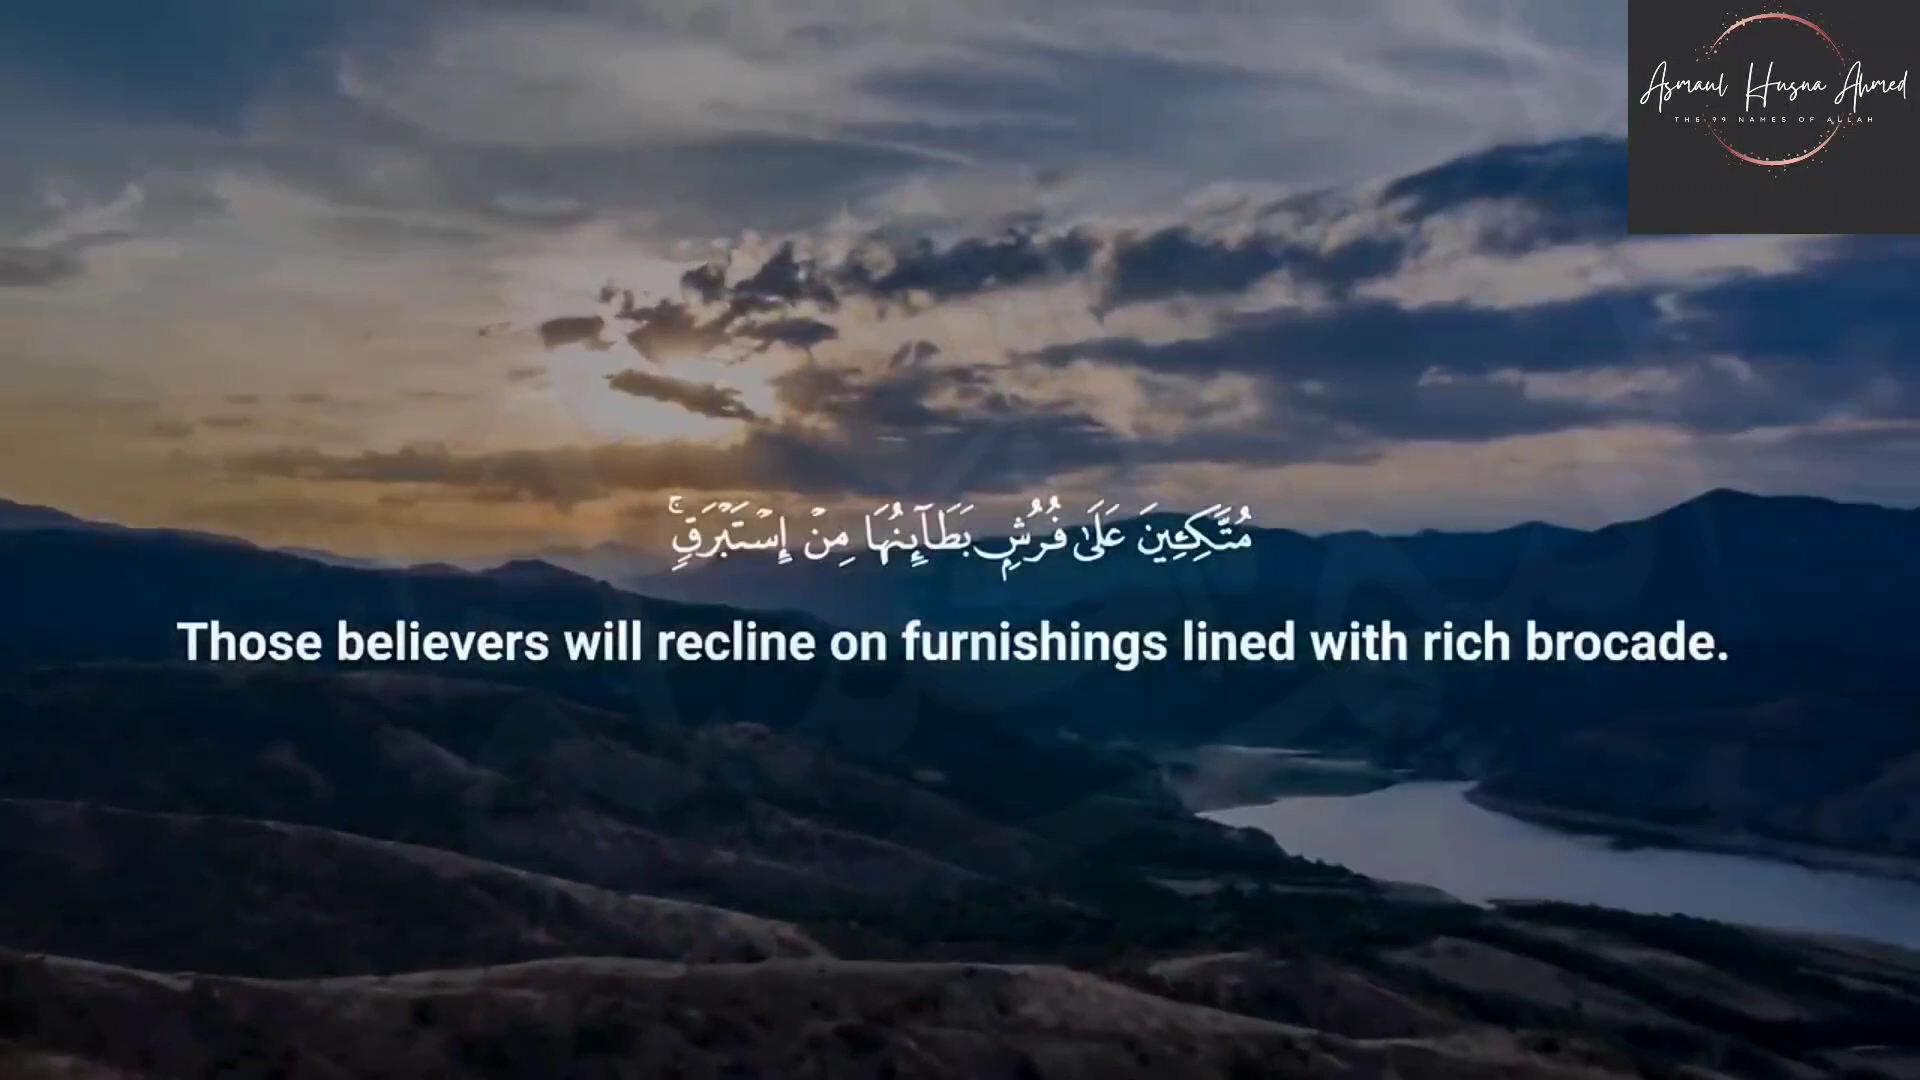 Asmaul Husna Ahmed
THE 99 NAMES OF ALLAH
مُتَّكِـِٔينَ عَلَىٰ فُرُشٍۭ بَطَآئِنُهَا مِنْ إِسْتَبْرَقٍۢ ۚ
Those believers will recline on furnishings lined with rich brocade.